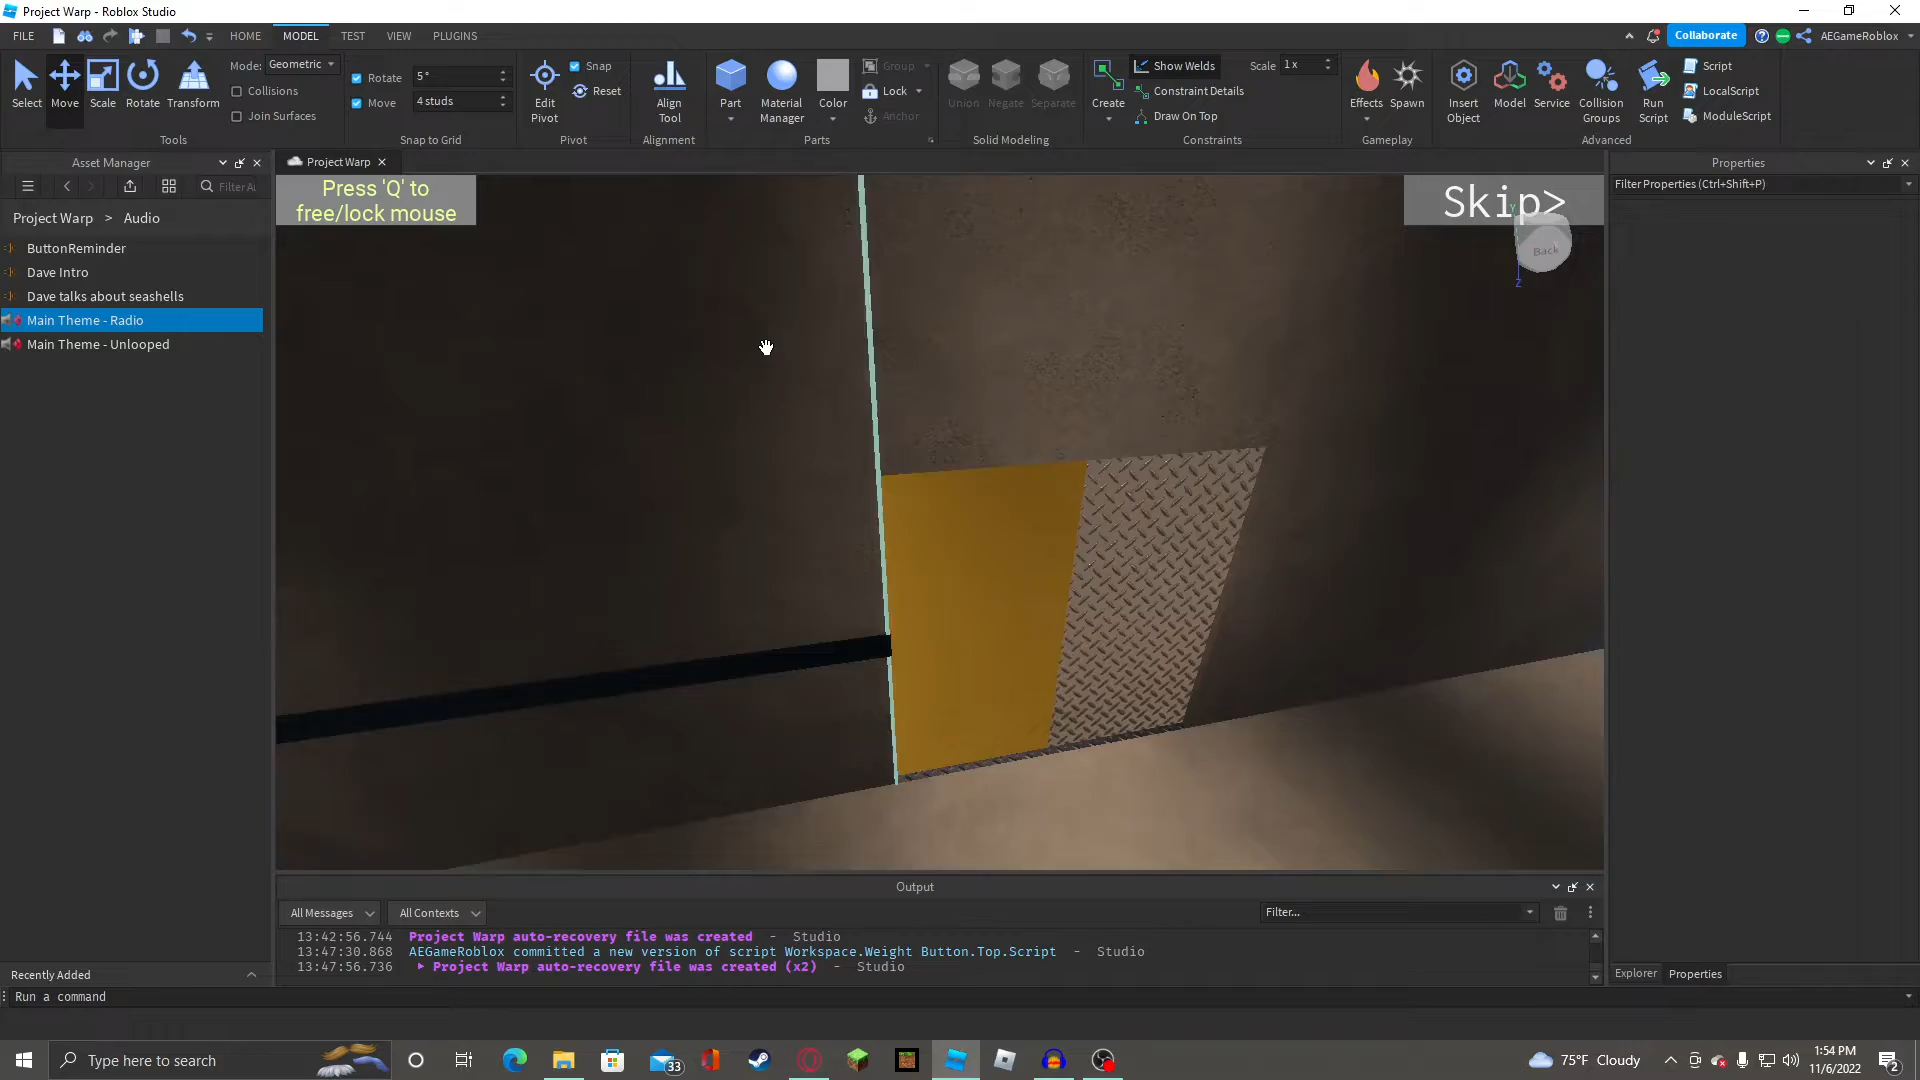 Project Warp - Roblox Studio
FILE HOME MODEL TEST VIEW PLUGINS
Collaborate AEGameRoblox
Select Move Scale Rotate Transform
Mode: Geometric
Collisions
Join Surfaces
Tools
Rotate 5°
Move 4 studs
Snap to Grid
Edit Pivot
Snap
Reset
Pivot
Align Tool
Alignment
Part
Material Manager
Color
Group
Lock
Anchor
Parts
Union Negate Separate
Solid Modeling
Create
Show Welds
Constraint Details
Draw On Top
Scale 1 x
Constraints
Effects Spawn
Gameplay
Insert Object
Model
Service
Collision Groups
Run Script
Script
LocalScript
ModuleScript
Advanced
Asset Manager
Filter
Project Warp > Audio
ButtonReminder
Dave Intro
Dave talks about seashells
Main Theme - Radio
Main Theme - Unlooped
Recently Added
Run a command
Project Warp
Press 'Q' to
free/lock mouse
Skip>
Y
Back
Z
Properties
Filter Properties (Ctrl+Shift+P)
Explorer Properties
Output
All Messages All Contexts Filter...
13:42:56.744 Project Warp auto-recovery file was created - Studio
13:47:30.868 AEGameRoblox committed a new version of script Workspace.Weight Button.Top.Script - Studio
13:47:56.736 Project Warp auto-recovery file was created (x2) - Studio
Type here to search
33
75°F Cloudy
1:54 PM
11/6/2022
2